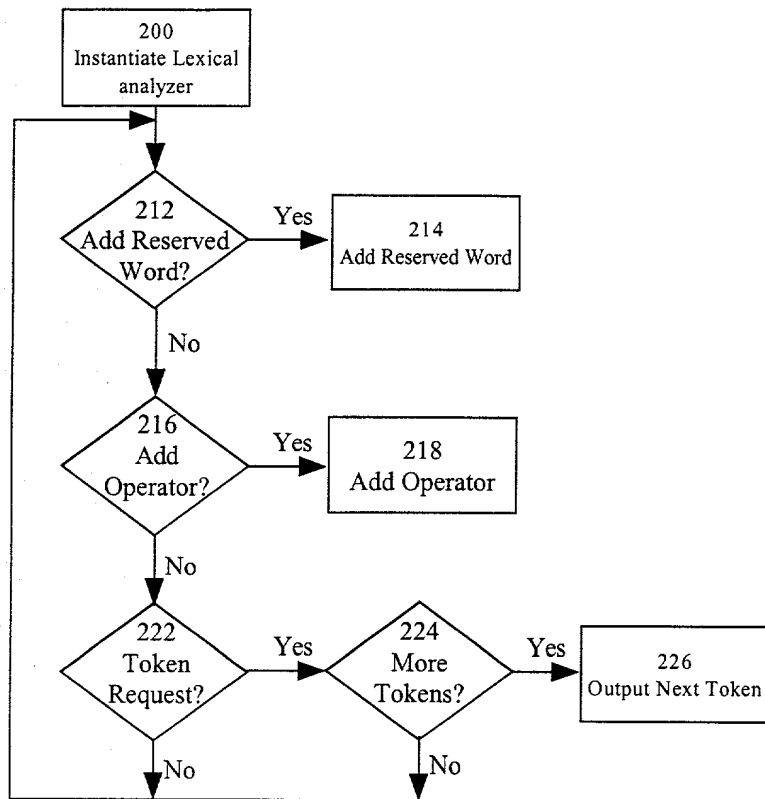 200
Instantiate Lexical
analyzer
212
Add Reserved
Word?
Yes
214
Add Reserved Word
No
216
Add
Operator?
Yes
218
Add Operator
No
222
Token
Request?
Yes
224
More
Tokens?
Yes
226
Output Next Token
No
No